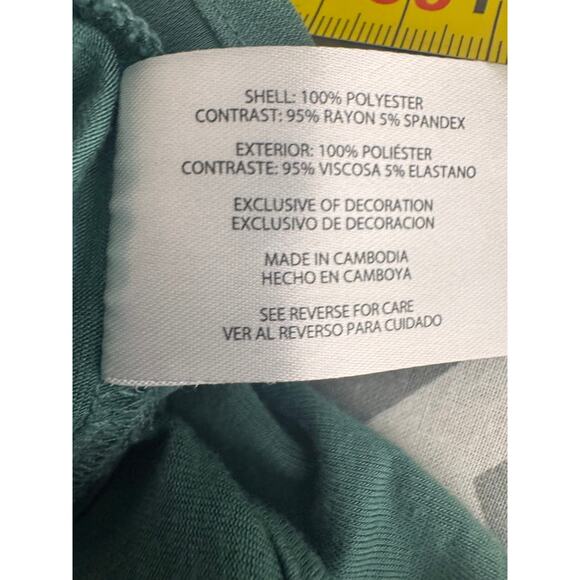 SHELL: 100% POLYESTER
CONTRAST: 95% RAYON 5% SPANDEX
EXTERIOR: 100% POLIÉSTER
CONTRASTE: 95% VISCOSA 5% ELASTANO
EXCLUSIVE OF DECORATION
EXCLUSIVO DE DECORACION
MADE IN CAMBODIA
HECHO EN CAMBOYA
SEE REVERSE FOR CARE
VER AL REVERSO PARA CUIDADO